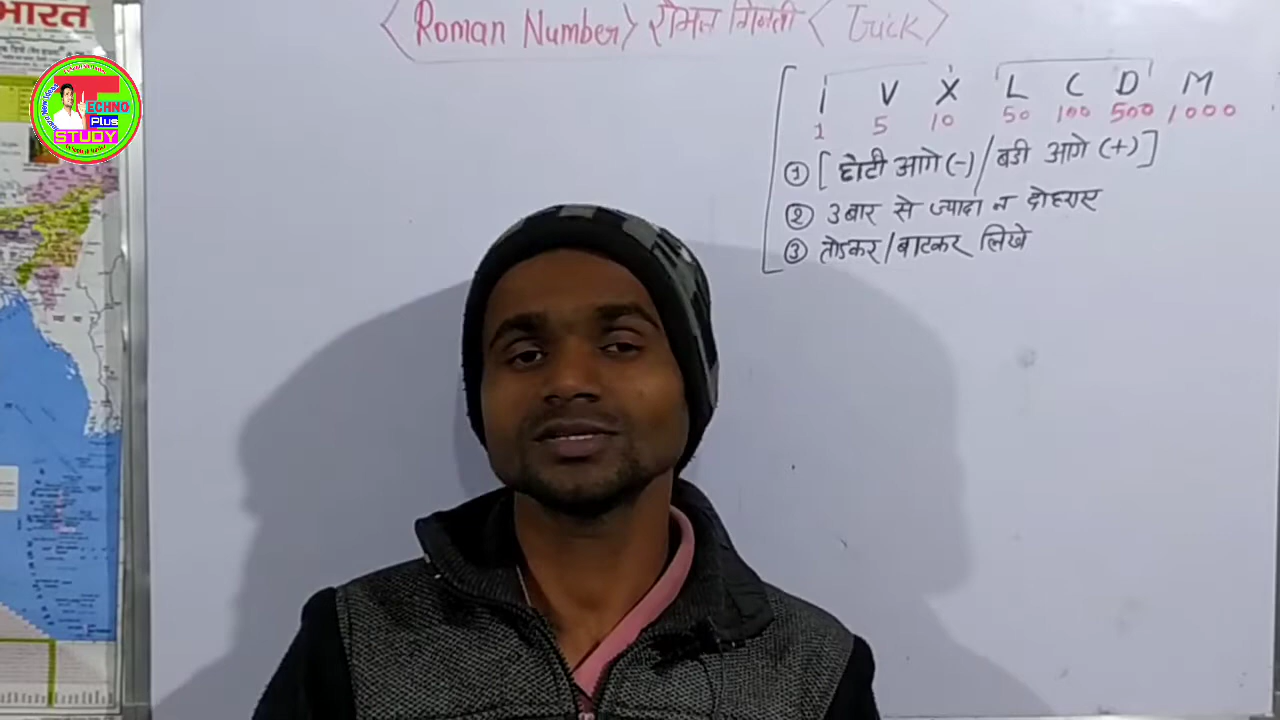 भारत
TECHNO
Plus
STUDY
<Roman Number> रोमन गिनती <Trick>
i V X L C D M
1 5 10 50 100 500 1000
① [छोटी आगे (-) / बडी आगे (+)]
② 3 बार से ज्यादा न दोहराए
③ तोडकर/बाटकर लिखे